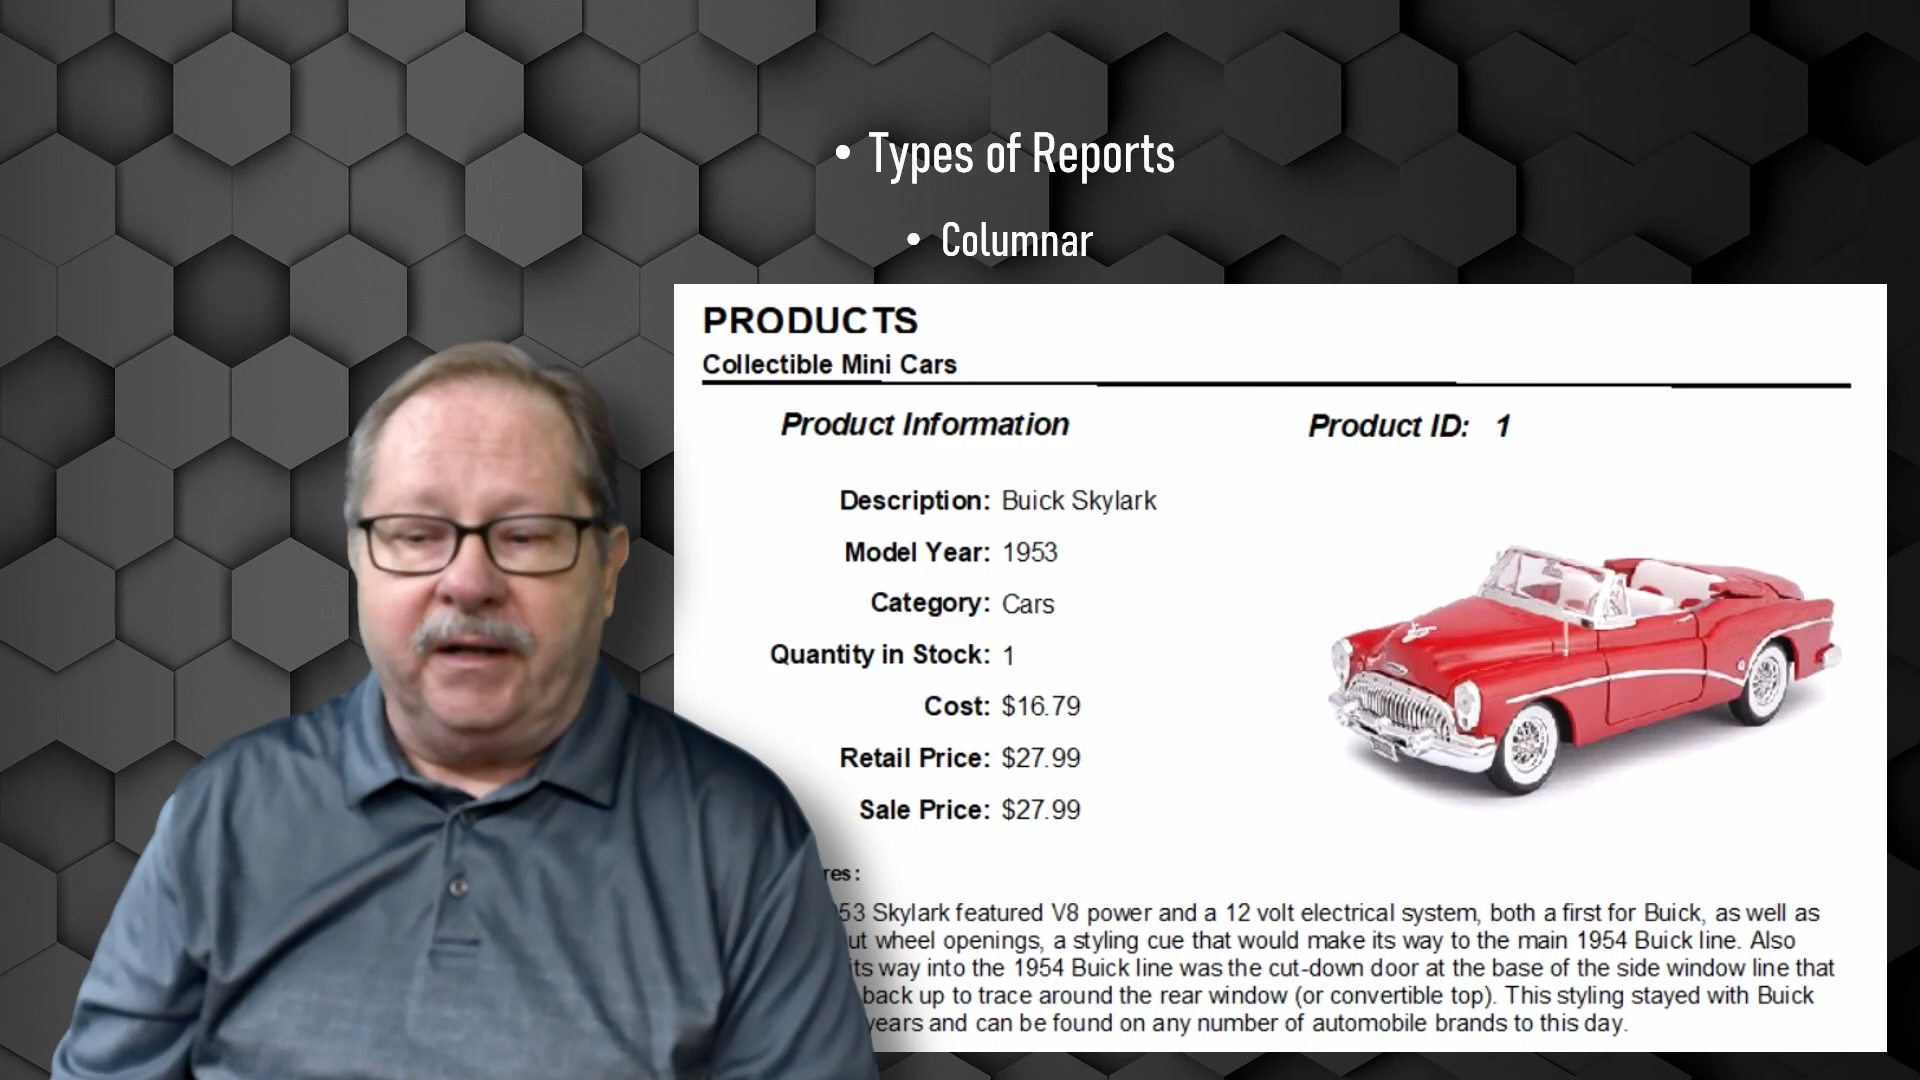 • Types of Reports
• Columnar
PRODUCTS
Collectible Mini Cars
Product Information
Product ID: 1
Description: Buick Skylark
Model Year: 1953
Category: Cars
Quantity in Stock: 1
Cost: $16.79
Retail Price: $27.99
Sale Price: $27.99
res:
53 Skylark featured V8 power and a 12 volt electrical system, both a first for Buick, as well as
ut wheel openings, a styling cue that would make its way to the main 1954 Buick line. Also
its way into the 1954 Buick line was the cut-down door at the base of the side window line that
back up to trace around the rear window (or convertible top). This styling stayed with Buick
years and can be found on any number of automobile brands to this day.